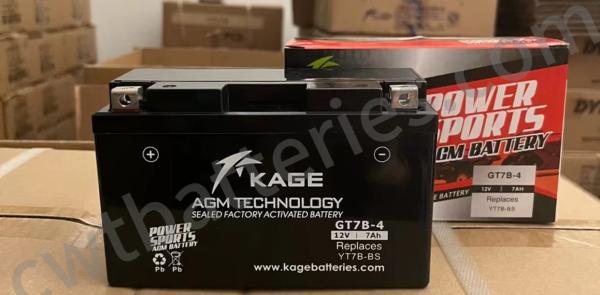 KAGE
AGM TECHNOLOGY
SEALED FACTORY ACTIVATED BATTERY
GT7B-4
12V | 7Ah
Replaces
YT7B-BS
POWER
SPORTS
AGM BATTERY
Pb Pb
www.kagebatteries.com
POWER
SPORTS
AGM BATTERY
GT7B-4
12V 7AH
Replaces
YT7B-BS
BATTERY
cwtbatteries.com